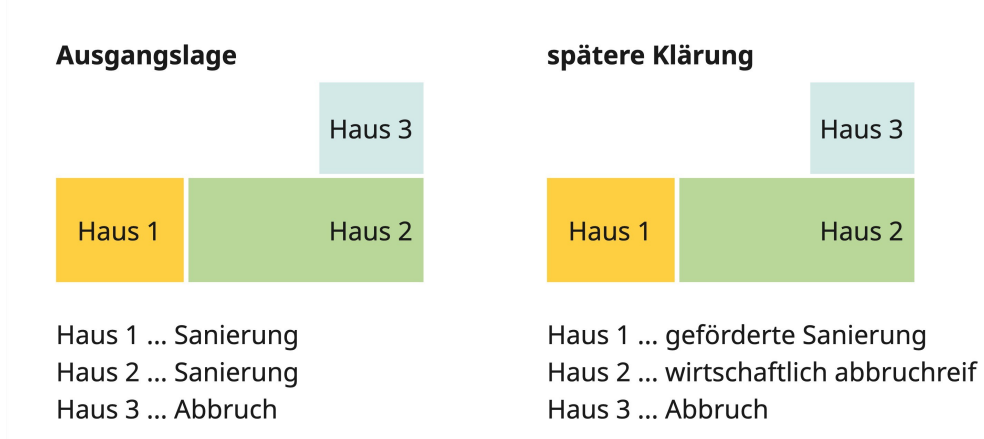 Ausgangslage
Haus 3
Haus 1
Haus 2
Haus 1 ... Sanierung
Haus 2 ... Sanierung
Haus 3 ... Abbruch
spätere Klärung
Haus 3
Haus 1
Haus 2
Haus 1 ... geförderte Sanierung
Haus 2 ... wirtschaftlich abbruchreif
Haus 3 ... Abbruch